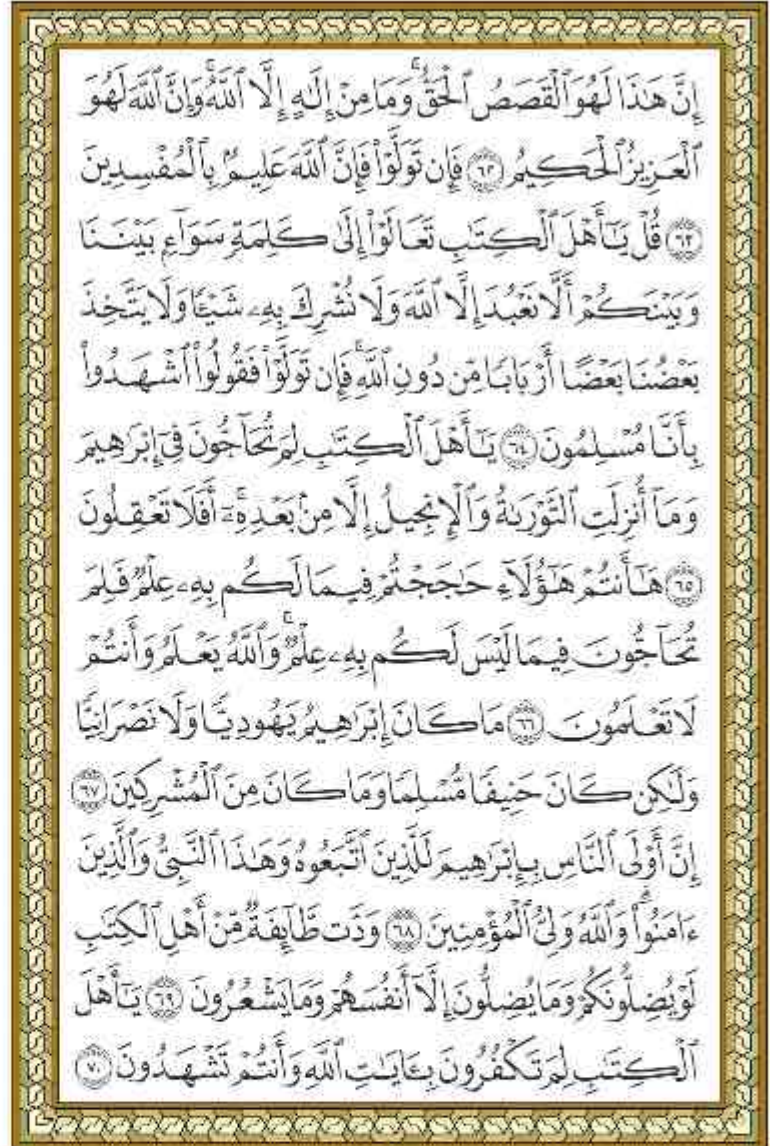 إِنَّ هَـٰذَا لَهُوَ ٱلْقَصَصُ ٱلْحَقُّ ۚ وَمَا مِنْ إِلَـٰهٍ إِلَّا ٱللَّهُ ۚ وَإِنَّ ٱللَّهَ لَهُوَ
ٱلْعَزِيزُ ٱلْحَكِيمُ ۝٦٢ فَإِن تَوَلَّوْا۟ فَإِنَّ ٱللَّهَ عَلِيمٌۢ بِٱلْمُفْسِدِينَ
۝٦٣ قُلْ يَـٰٓأَهْلَ ٱلْكِتَـٰبِ تَعَالَوْا۟ إِلَىٰ كَلِمَةٍ سَوَآءٍۭ بَيْنَنَا
وَبَيْنَكُمْ أَلَّا نَعْبُدَ إِلَّا ٱللَّهَ وَلَا نُشْرِكَ بِهِۦ شَيْـًٔا وَلَا يَتَّخِذَ
بَعْضُنَا بَعْضًا أَرْبَابًا مِّن دُونِ ٱللَّهِ ۚ فَإِن تَوَلَّوْا۟ فَقُولُوا۟ ٱشْهَدُوا۟
بِأَنَّا مُسْلِمُونَ ۝٦٤ يَـٰٓأَهْلَ ٱلْكِتَـٰبِ لِمَ تُحَآجُّونَ فِىٓ إِبْرَٰهِيمَ
وَمَآ أُنزِلَتِ ٱلتَّوْرَىٰةُ وَٱلْإِنجِيلُ إِلَّا مِنۢ بَعْدِهِۦٓ ۚ أَفَلَا تَعْقِلُونَ
۝٦٥ هَـٰٓأَنتُمْ هَـٰٓؤُلَآءِ حَـٰجَجْتُمْ فِيمَا لَكُم بِهِۦ عِلْمٌ فَلِمَ
تُحَآجُّونَ فِيمَا لَيْسَ لَكُم بِهِۦ عِلْمٌ ۚ وَٱللَّهُ يَعْلَمُ وَأَنتُمْ
لَا تَعْلَمُونَ ۝٦٦ مَا كَانَ إِبْرَٰهِيمُ يَهُودِيًّا وَلَا نَصْرَانِيًّا
وَلَـٰكِن كَانَ حَنِيفًا مُّسْلِمًا وَمَا كَانَ مِنَ ٱلْمُشْرِكِينَ ۝٦٧
إِنَّ أَوْلَى ٱلنَّاسِ بِإِبْرَٰهِيمَ لَلَّذِينَ ٱتَّبَعُوهُ وَهَـٰذَا ٱلنَّبِىُّ وَٱلَّذِينَ
ءَامَنُوا۟ ۗ وَٱللَّهُ وَلِىُّ ٱلْمُؤْمِنِينَ ۝٦٨ وَدَّت طَّآئِفَةٌ مِّنْ أَهْلِ ٱلْكِتَـٰبِ
لَوْ يُضِلُّونَكُمْ وَمَا يُضِلُّونَ إِلَّآ أَنفُسَهُمْ وَمَا يَشْعُرُونَ ۝٦٩ يَـٰٓأَهْلَ
ٱلْكِتَـٰبِ لِمَ تَكْفُرُونَ بِـَٔايَـٰتِ ٱللَّهِ وَأَنتُمْ تَشْهَدُونَ ۝٧٠